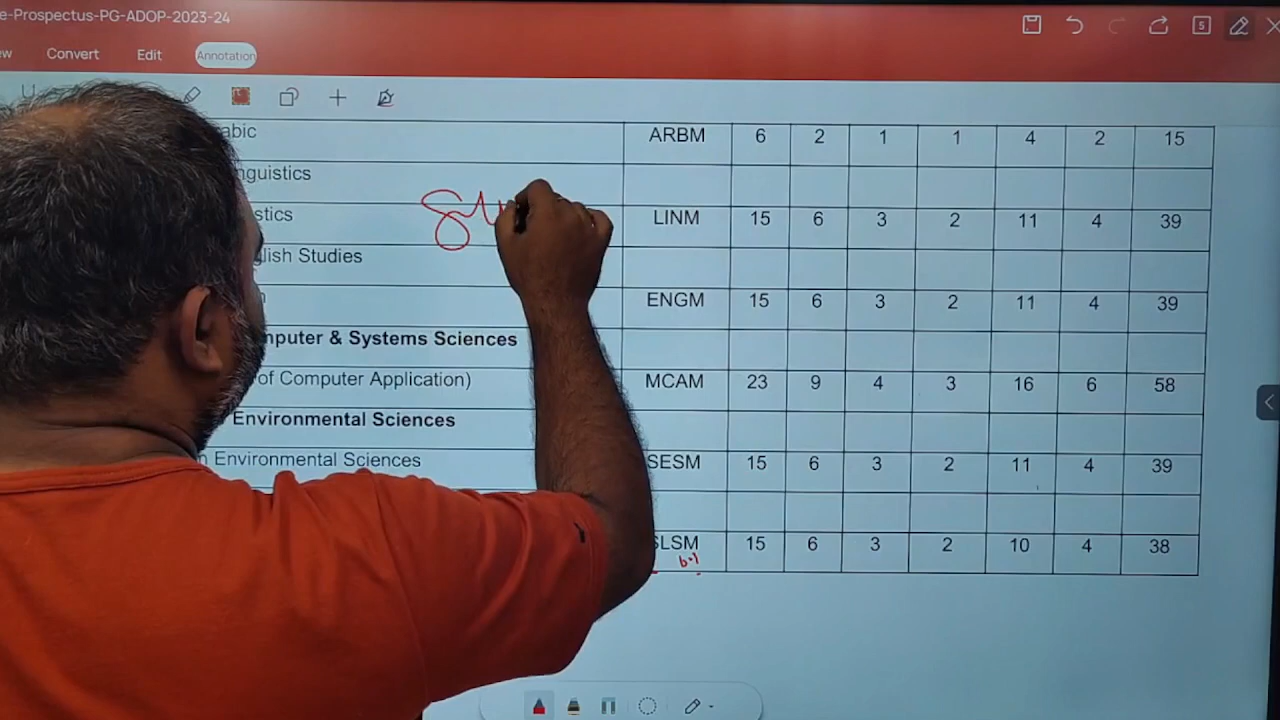 e-Prospectus-PG-ADOP-2023-24
5
ew Convert Edit Annotation
abic ARBM 6 2 1 1 4 2 15
nguistics
stics LINM 15 6 3 2 11 4 39
glish Studies
ENGM 15 6 3 2 11 4 39
mputer & Systems Sciences
of Computer Application) MCAM 23 9 4 3 16 6 58
Environmental Sciences
n Environmental Sciences SESM 15 6 3 2 11 4 39
SLSM 15 6 3 2 10 4 38